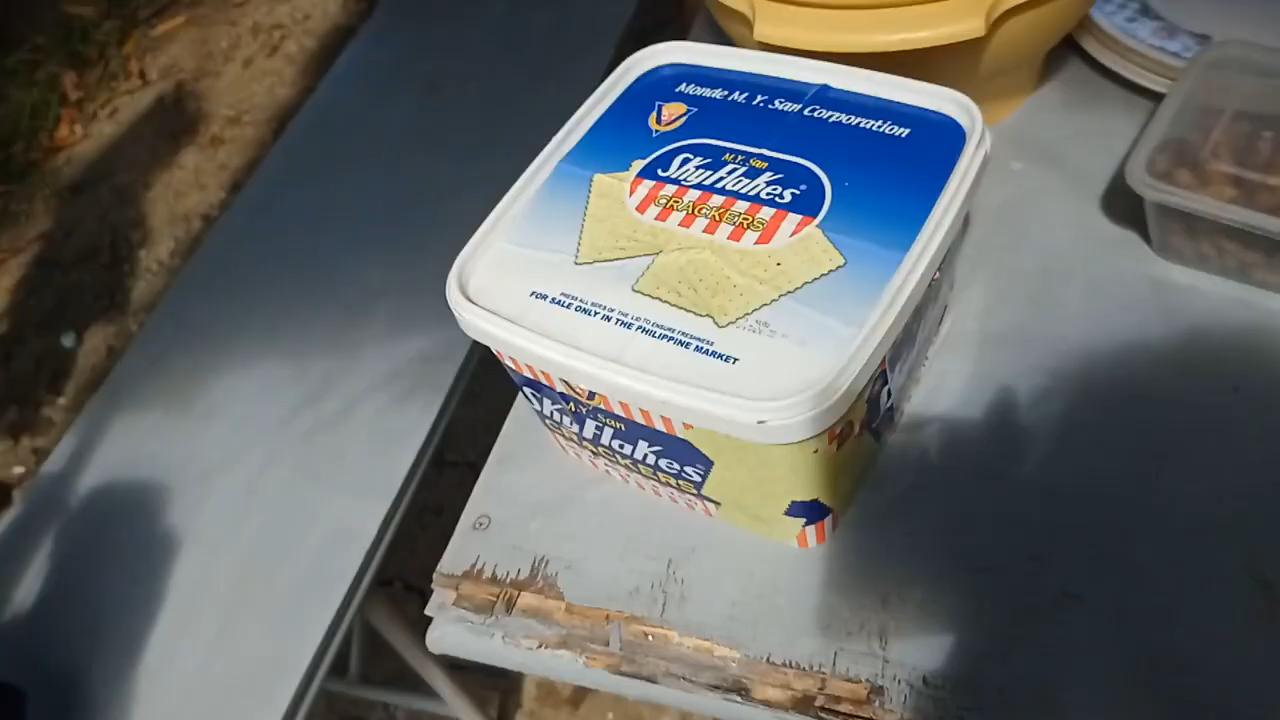 Monde M. Y. San Corporation
M.Y. San
SkyFlakes
CRACKERS
PRESS ALL SIDES OF THE LID TO ENSURE FRESHNESS
FOR SALE ONLY IN THE PHILIPPINE MARKET
M.Y. San
SkyFlakes
CRACKERS